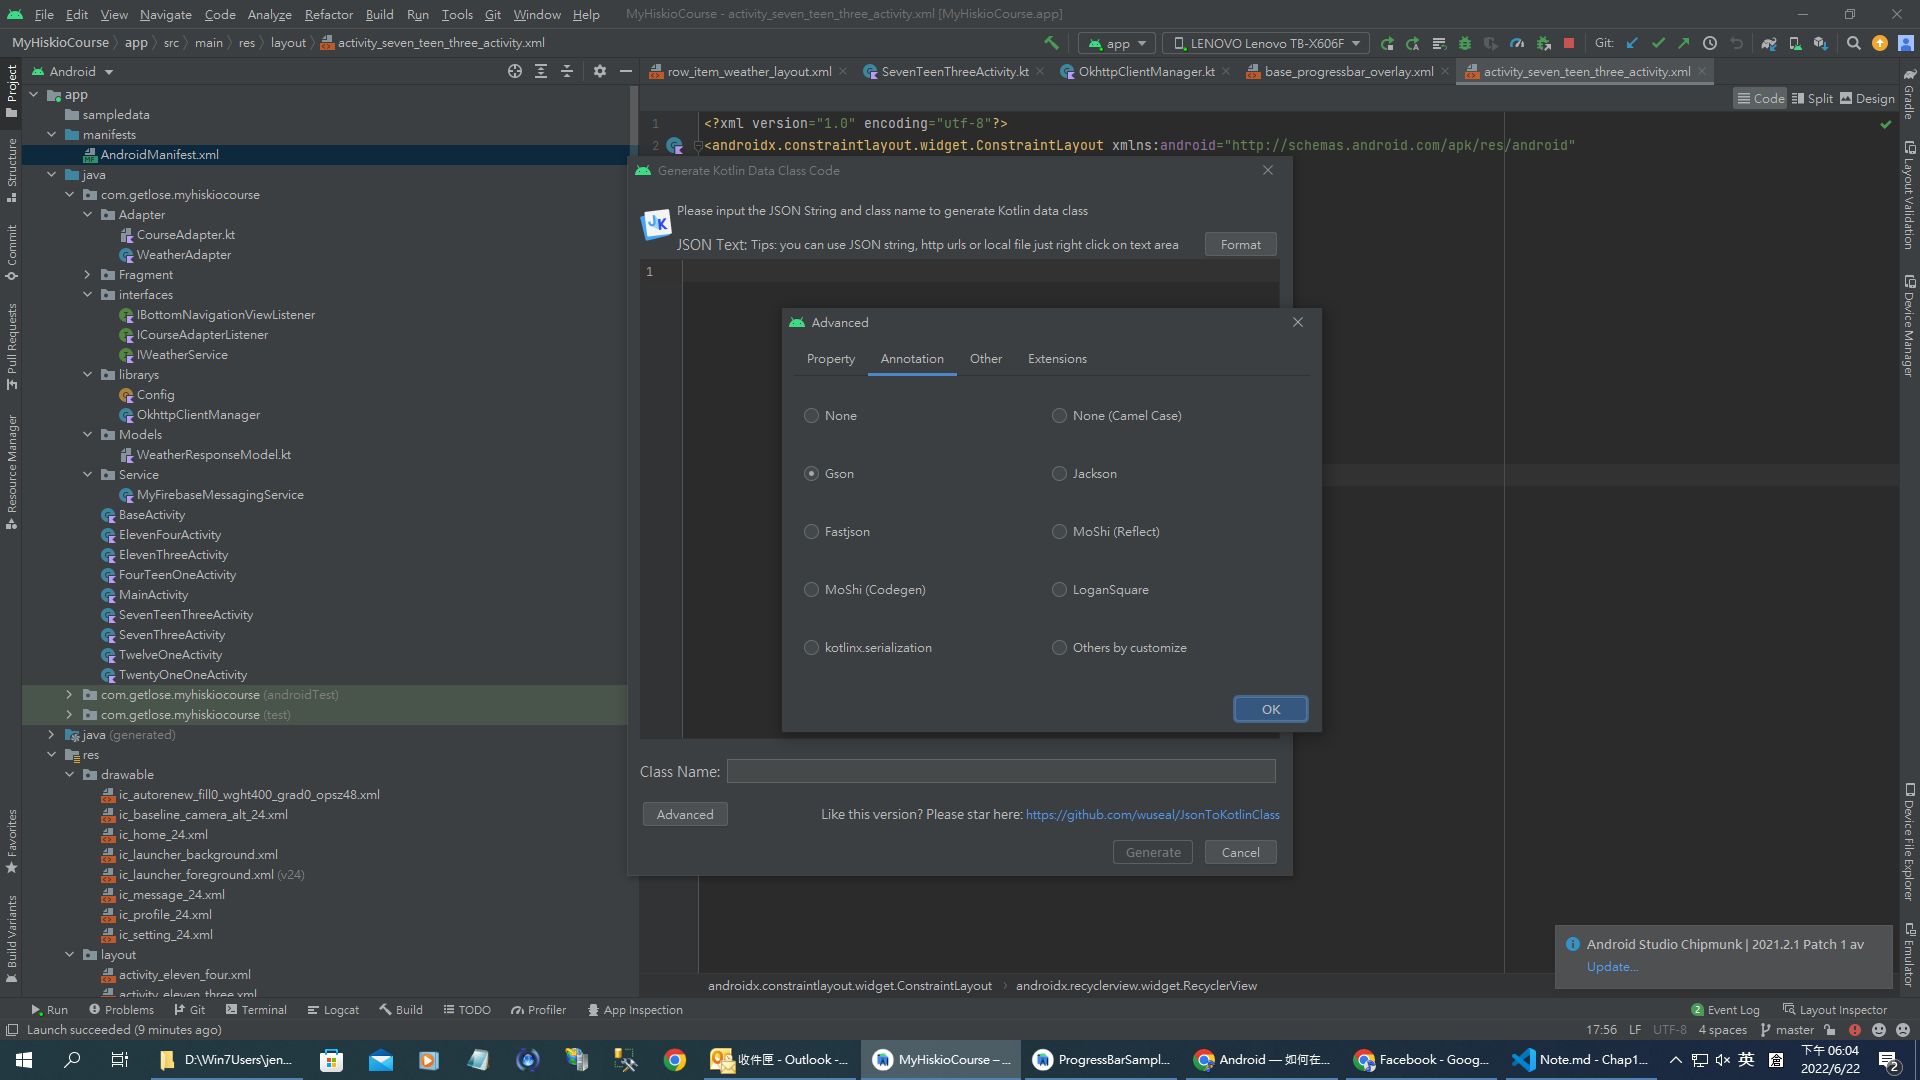 File Edit View Navigate Code Analyze Refactor Build Run Tools Git Window Help MyHiskioCourse - activity_seven_teen_three_activity.xml [MyHiskioCourse.app]
MyHiskioCourse app src main res layout activity_seven_teen_three_activity.xml app LENOVO Lenovo TB-X606F Git:
Android
row_item_weather_layout.xml SevenTeenThreeActivity.kt OkhttpClientManager.kt base_progressbar_overlay.xml activity_seven_teen_three_activity.xml
Code Split Design
Project
Structure
Commit
Pull Requests
Resource Manager
Favorites
Build Variants
app
sampledata
manifests
AndroidManifest.xml
java
com.getlose.myhiskiocourse
Adapter
CourseAdapter.kt
WeatherAdapter
Fragment
interfaces
IBottomNavigationViewListener
ICourseAdapterListener
IWeatherService
librarys
Config
OkhttpClientManager
Models
WeatherResponseModel.kt
Service
MyFirebaseMessagingService
BaseActivity
ElevenFourActivity
ElevenThreeActivity
FourTeenOneActivity
MainActivity
SevenTeenThreeActivity
SevenThreeActivity
TwelveOneActivity
TwentyOneOneActivity
com.getlose.myhiskiocourse (androidTest)
com.getlose.myhiskiocourse (test)
java (generated)
res
drawable
ic_autorenew_fill0_wght400_grad0_opsz48.xml
ic_baseline_camera_alt_24.xml
ic_home_24.xml
ic_launcher_background.xml
ic_launcher_foreground.xml (v24)
ic_message_24.xml
ic_profile_24.xml
ic_setting_24.xml
layout
activity_eleven_four.xml
activity_eleven_three.xml
1 <?xml version="1.0" encoding="utf-8"?>
2 <androidx.constraintlayout.widget.ConstraintLayout xmlns:android="http://schemas.android.com/apk/res/android"
Generate Kotlin Data Class Code
JK
Please input the JSON String and class name to generate Kotlin data class
JSON Text: Tips: you can use JSON string, http urls or local file just right click on text area Format
1
Advanced
Property Annotation Other Extensions
None None (Camel Case)
Gson Jackson
Fastjson MoShi (Reflect)
MoShi (Codegen) LoganSquare
kotlinx.serialization Others by customize
OK
Class Name:
Advanced Like this version? Please star here: https://github.com/wuseal/JsonToKotlinClass
Generate Cancel
Gradle
Layout Validation
Device Manager
Device File Explorer
Emulator
Android Studio Chipmunk | 2021.2.1 Patch 1 av
Update...
androidx.constraintlayout.widget.ConstraintLayout androidx.recyclerview.widget.RecyclerView
Run Problems Git Terminal Logcat Build TODO Profiler App Inspection 2 Event Log Layout Inspector
Launch succeeded (9 minutes ago) 17:56 LF UTF-8 4 spaces master
D:\Win7Users\jen... 收件匣 - Outlook -... MyHiskioCourse – ... ProgressBarSampl... Android — 如何在... Facebook - Goog... Note.md - Chap1... 英 倉 下午 06:04
2022/6/22
2